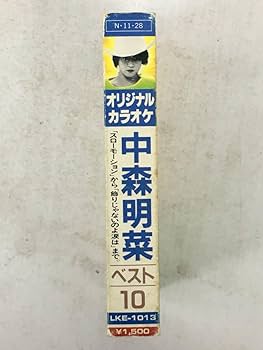 N・11-28
オリジナル
カラオケ
中森明菜
「スローモーション」から「飾りじゃないのよ涙は」まで。
ベスト
10
LKE-1013
¥1,500